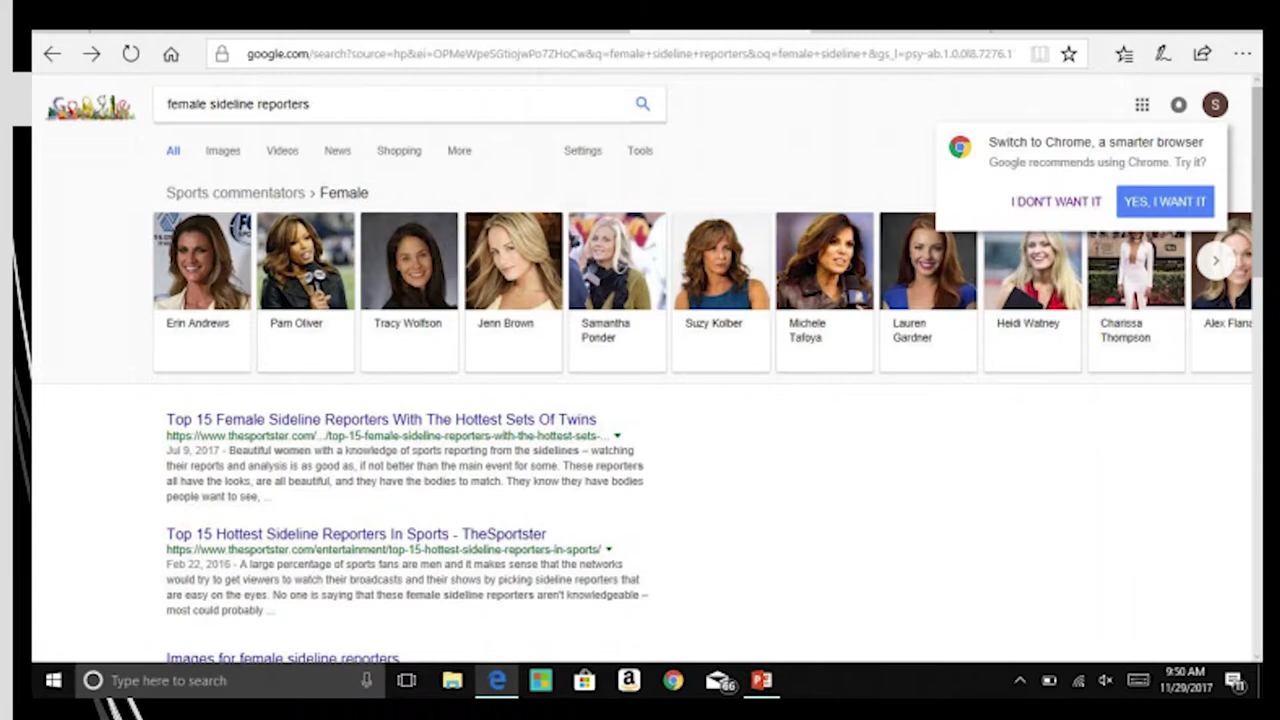 google.com/search?source=hp&ei=OPMeWpeSGtiojwPo7ZHoCw&q=female+sideline+reporters&oq=female+sideline+&gs_l=psy-ab.1.0.0l8.7276.1
Google
female sideline reporters
S
All Images Videos News Shopping More Settings Tools
Switch to Chrome, a smarter browser
Google recommends using Chrome. Try it?
I DON'T WANT IT YES, I WANT IT
Sports commentators › Female
Erin Andrews
Pam Oliver
Tracy Wolfson
Jenn Brown
Samantha
Ponder
Suzy Kolber
Michele
Tafoya
Lauren
Gardner
Heidi Watney
Charissa
Thompson
Alex Flana
Top 15 Female Sideline Reporters With The Hottest Sets Of Twins
https://www.thesportster.com/.../top-15-female-sideline-reporters-with-the-hottest-sets-...
Jul 9, 2017 - Beautiful women with a knowledge of sports reporting from the sidelines – watching
their reports and analysis is as good as, if not better than the main event for some. These reporters
all have the looks, are all beautiful, and they have the bodies to match. They know they have bodies
people want to see, ...
Top 15 Hottest Sideline Reporters In Sports - TheSportster
https://www.thesportster.com/entertainment/top-15-hottest-sideline-reporters-in-sports/
Feb 22, 2016 - A large percentage of sports fans are men and it makes sense that the networks
would try to get viewers to watch their broadcasts and their shows by picking sideline reporters that
are easy on the eyes. No one is saying that these female sideline reporters aren't knowledgeable –
most could probably ...
Images for female sideline reporters
Type here to search
66
9:50 AM
11/29/2017